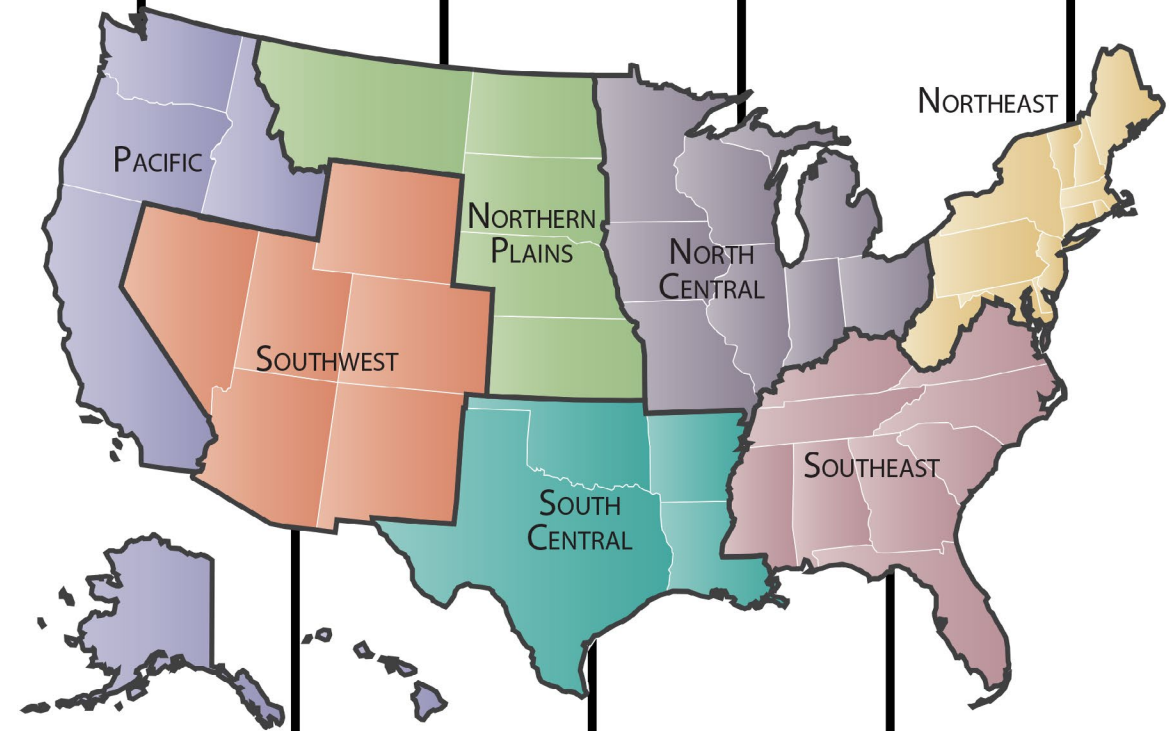 NORTHEAST
PACIFIC
NORTHERN
PLAINS
NORTH
CENTRAL
SOUTHWEST
SOUTHEAST
SOUTH
CENTRAL